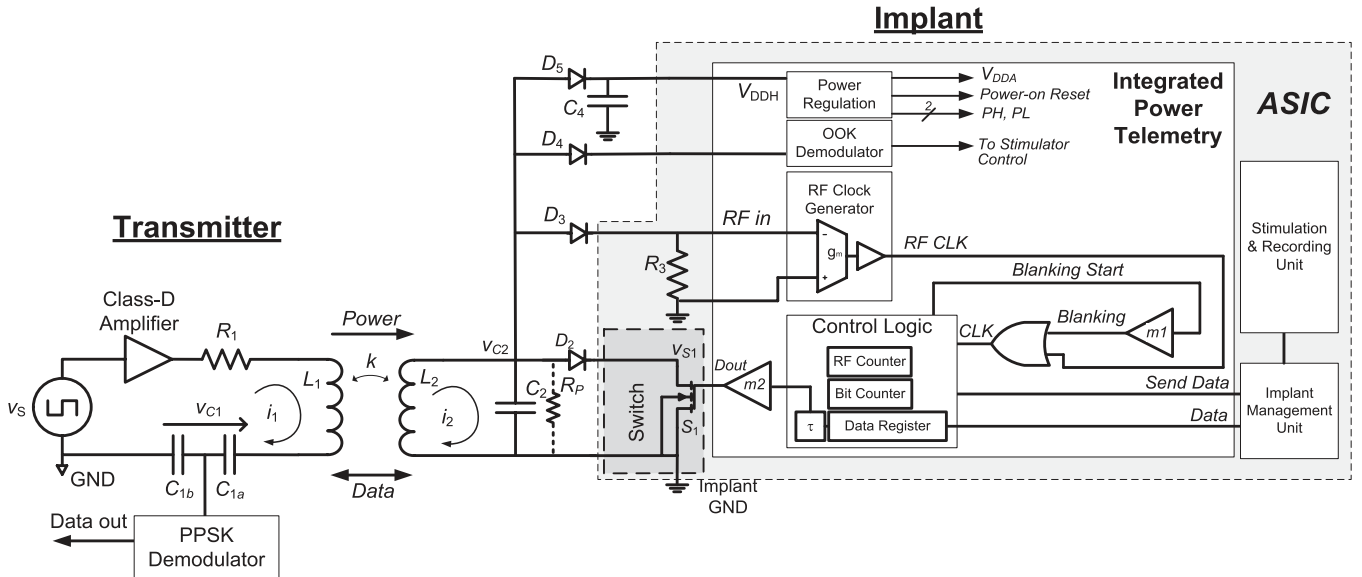 Implant
ASIC
Integrated
Power
Telemetry
D5
C4
VDDH
Power
Regulation
VDDA
Power-on Reset
2
PH, PL
D4
OOK
Demodulator
To Stimulator
Control
D3
RF in
RF Clock
Generator
-
gm
+
RF CLK
R3
Stimulation
& Recording
Unit
Transmitter
Class-D
Amplifier
R1
Power
k
L1
L2
vS
vC1
i1
i2
GND
C1b
C1a
Data
Data out
PPSK
Demodulator
vC2
D2
C2
RP
Switch
vS1
S1
Implant
GND
Dout
m2
Control Logic
RF Counter
Bit Counter
τ
Data Register
CLK
Blanking Start
Blanking
m1
Send Data
Data
Implant
Management
Unit